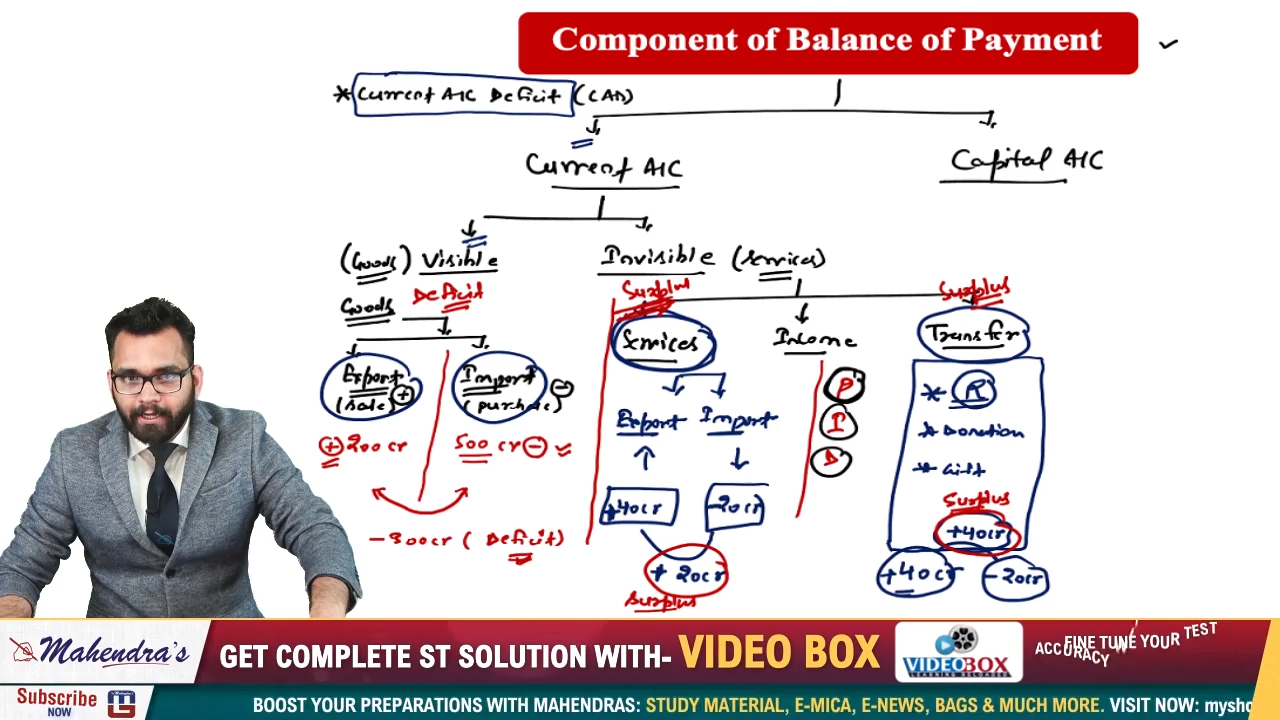 Component of Balance of Payment
* Current A/C Deficit (CAD)
Current A/C
Capital A/C
(Goods) Visible
Invisible (Services)
Goods
Deficit
Surplus
Surplus
Services
Income
Transfer
Export +
(Sale)
Import -
(Purchase)
P
I
D
* R
* Donation
* Gift
Export Import
+ 200 cr
500 cr -
+40cr
-20cr
Surplus
+40cr
-300cr (Deficit)
+ 20cr
Surplus
+40cr
-20cr
Mahendra's
GET COMPLETE ST SOLUTION WITH- VIDEO BOX
VIDEOBOX
LEARNING RELOADED
FINE TUNE YOUR TEST
ACCURACY
Subscribe
NOW
BOOST YOUR PREPARATIONS WITH MAHENDRAS: STUDY MATERIAL, E-MICA, E-NEWS, BAGS & MUCH MORE. VISIT NOW: mysho